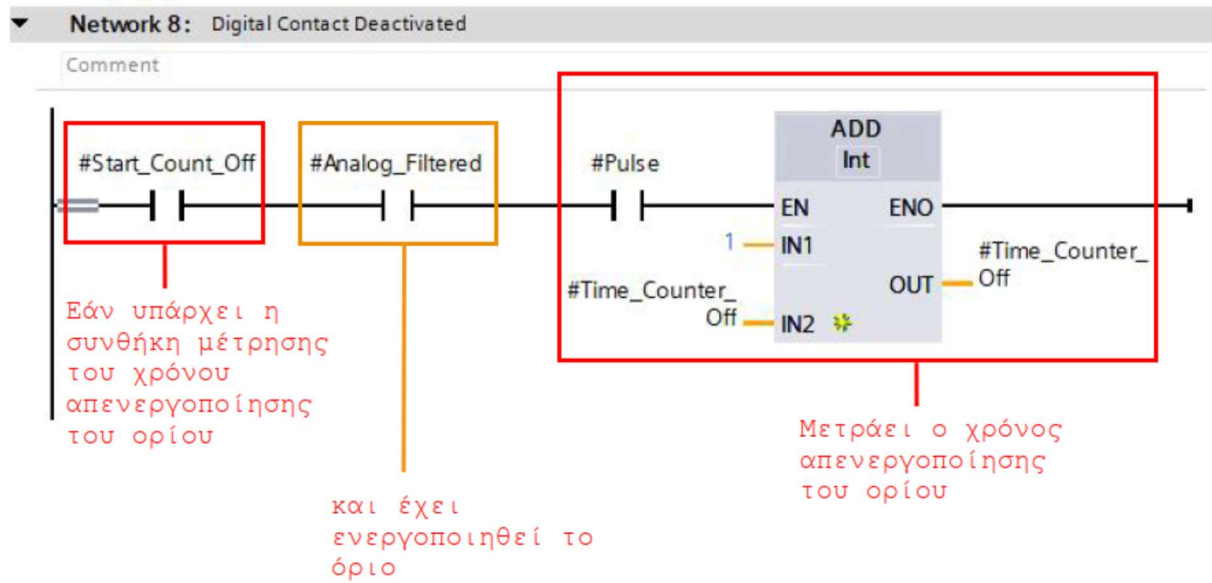 Network 8: Digital Contact Deactivated
Comment
#Start_Count_Off
#Analog_Filtered
#Pulse
ADD
Int
EN
ENO
1
IN1
#Time_Counter_
Off
IN2
OUT
#Time_Counter_
Off
Εάν υπάρχει η
συνθήκη μέτρησης
του χρόνου
απενεργοποίησης
του ορίου
και έχει
ενεργοποιηθεί το
όριο
Μετράει ο χρόνος
απενεργοποίησης
του ορίου